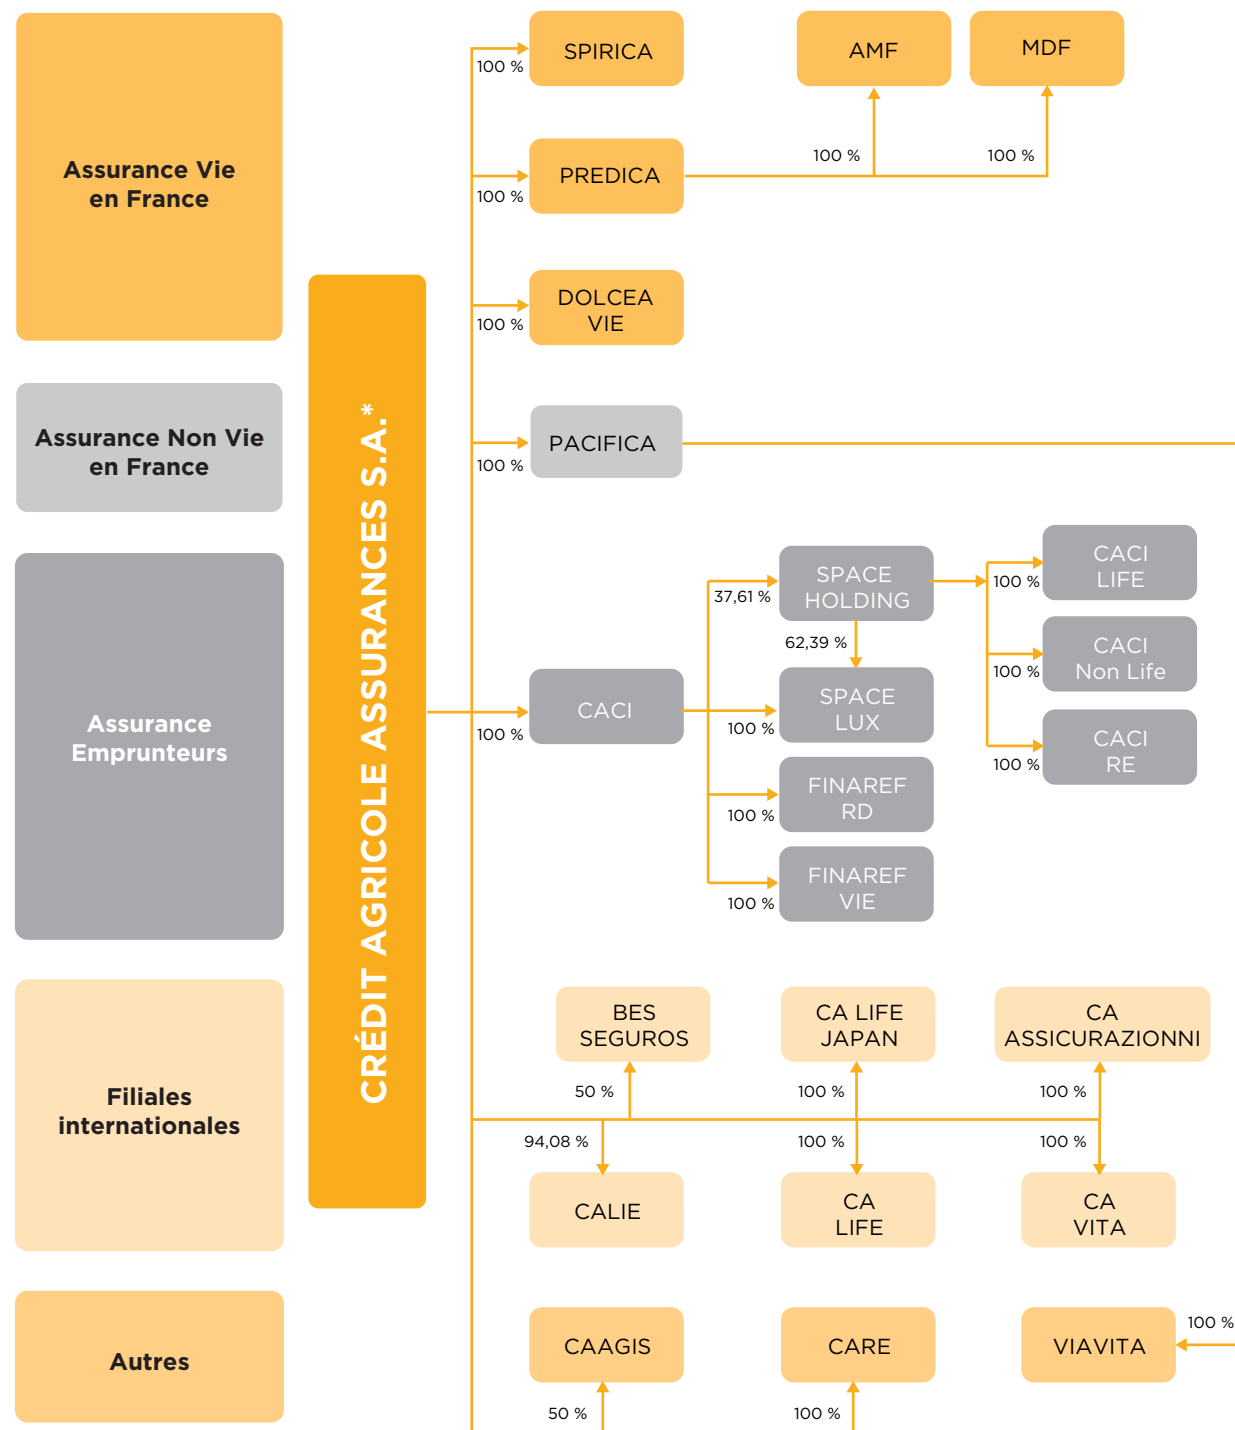 Assurance Vie
en France
Assurance Non Vie
en France
Assurance
Emprunteurs
Filiales
internationales
Autres
CRÉDIT AGRICOLE ASSURANCES S.A.*
100 %
SPIRICA
AMF
MDF
100 %
PREDICA
100 %
100 %
100 %
DOLCEA
VIE
100 %
PACIFICA
100 %
CACI
37,61 %
SPACE
HOLDING
62,39 %
100 %
SPACE
LUX
100 %
FINAREF
RD
100 %
FINAREF
VIE
100 %
CACI
LIFE
100 %
CACI
Non Life
100 %
CACI
RE
BES
SEGUROS
CA LIFE
JAPAN
CA
ASSICURAZIONNI
50 %
100 %
100 %
94,08 %
100 %
100 %
CALIE
CA
LIFE
CA
VITA
CAAGIS
CARE
VIAVITA
100 %
50 %
100 %